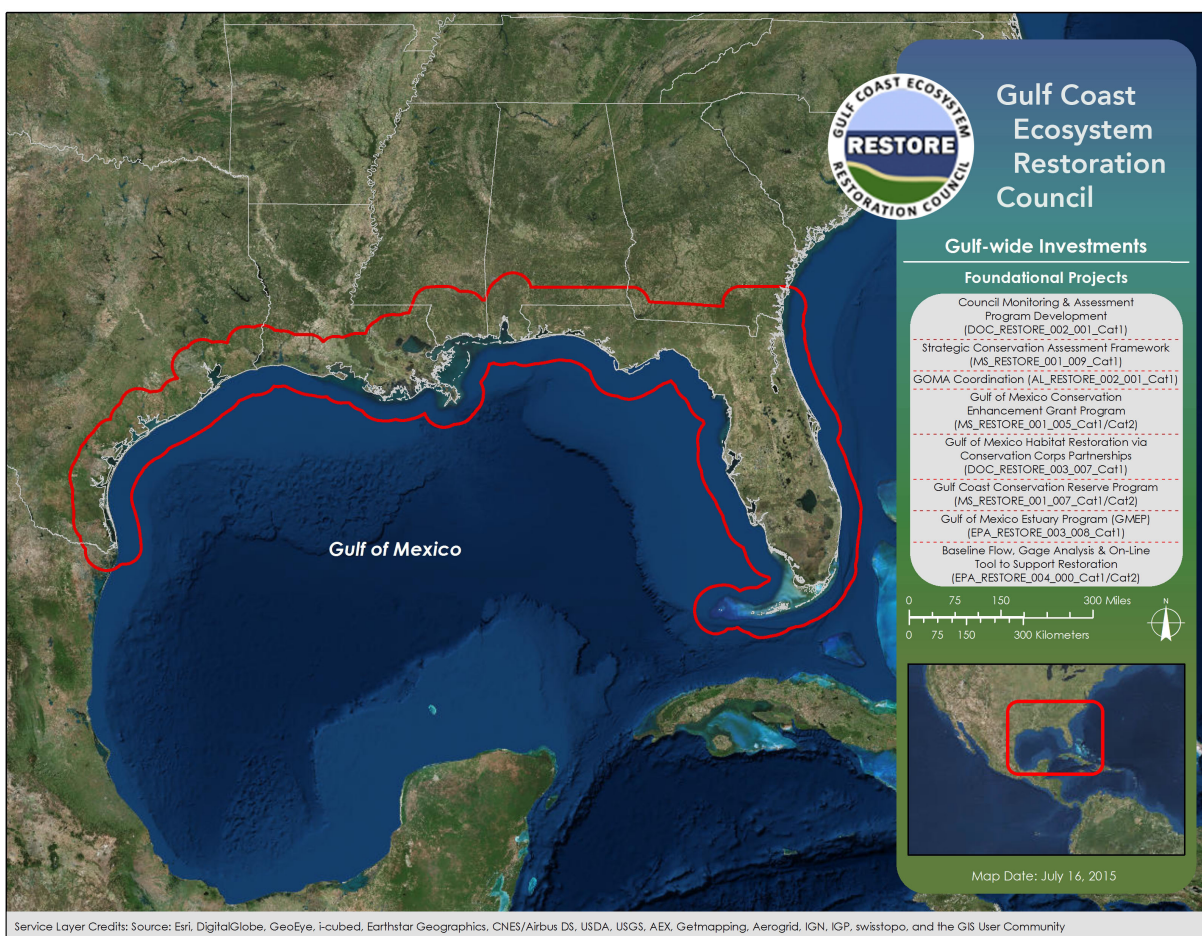 Gulf Coast
Ecosystem
Restoration
Council
GULF COAST ECOSYSTEM
RESTORE
RESTORATION COUNCIL
Gulf-wide Investments
Foundational Projects
Council Monitoring & Assessment
Program Development
(DOC_RESTORE_002_001_Cat1)
Strategic Conservation Assessment Framework
(MS_RESTORE_001_009_Cat1)
GOMA Coordination (AL_RESTORE_002_001_Cat1)
Gulf of Mexico Conservation
Enhancement Grant Program
(MS_RESTORE_001_005_Cat1/Cat2)
Gulf of Mexico Habitat Restoration via
Conservation Corps Partnerships
(DOC_RESTORE_003_007_Cat1)
Gulf Coast Conservation Reserve Program
(MS_RESTORE_001_007_Cat1/Cat2)
Gulf of Mexico Estuary Program (GMEP)
(EPA_RESTORE_003_008_Cat1)
Baseline Flow, Gage Analysis & On-Line
Tool to Support Restoration
(EPA_RESTORE_004_000_Cat1/Cat2)
0 75 150 300 Miles
0 75 150 300 Kilometers
N
Gulf of Mexico
Map Date: July 16, 2015
Service Layer Credits: Source: Esri, DigitalGlobe, GeoEye, i-cubed, Earthstar Geographics, CNES/Airbus DS, USDA, USGS, AEX, Getmapping, Aerogrid, IGN, IGP, swisstopo, and the GIS User Community